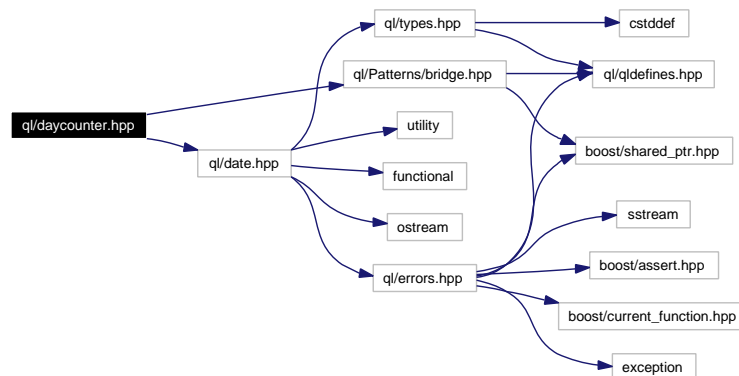 ql/types.hpp
cstddef
ql/Patterns/bridge.hpp
ql/qldefines.hpp
ql/daycounter.hpp
utility
ql/date.hpp
boost/shared_ptr.hpp
functional
ostream
sstream
ql/errors.hpp
boost/assert.hpp
boost/current_function.hpp
exception